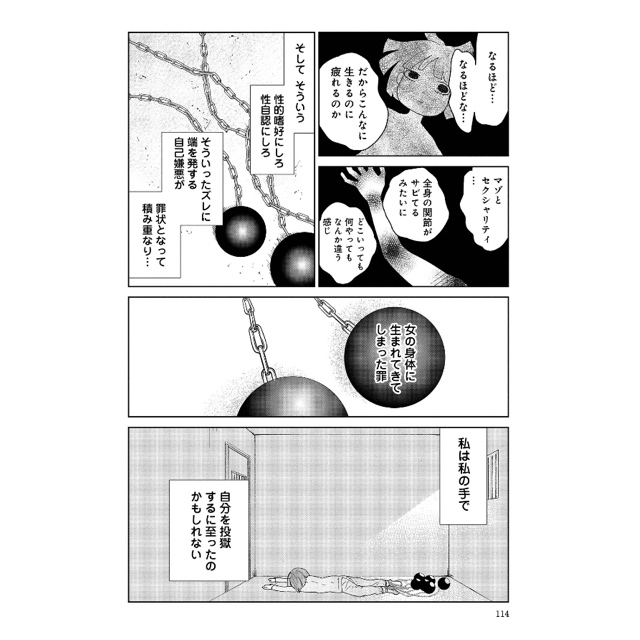 なるほど…
なるほどな…
だからこんなに
生きるのに
疲れるのか
マゾと
セクシャリティ
…
全身の関節が
サビてる
みたいに
どこいっても
何やっても
なんか違う
感じ
そして そういう
性的嗜好にしろ
性自認にしろ
そういったズレに
端を発する
自己嫌悪が
罪状となって
積み重なり…
女の身体に
生まれてきて
しまった罪
私は私の手で
自分を投獄
するに至ったの
かもしれない
114